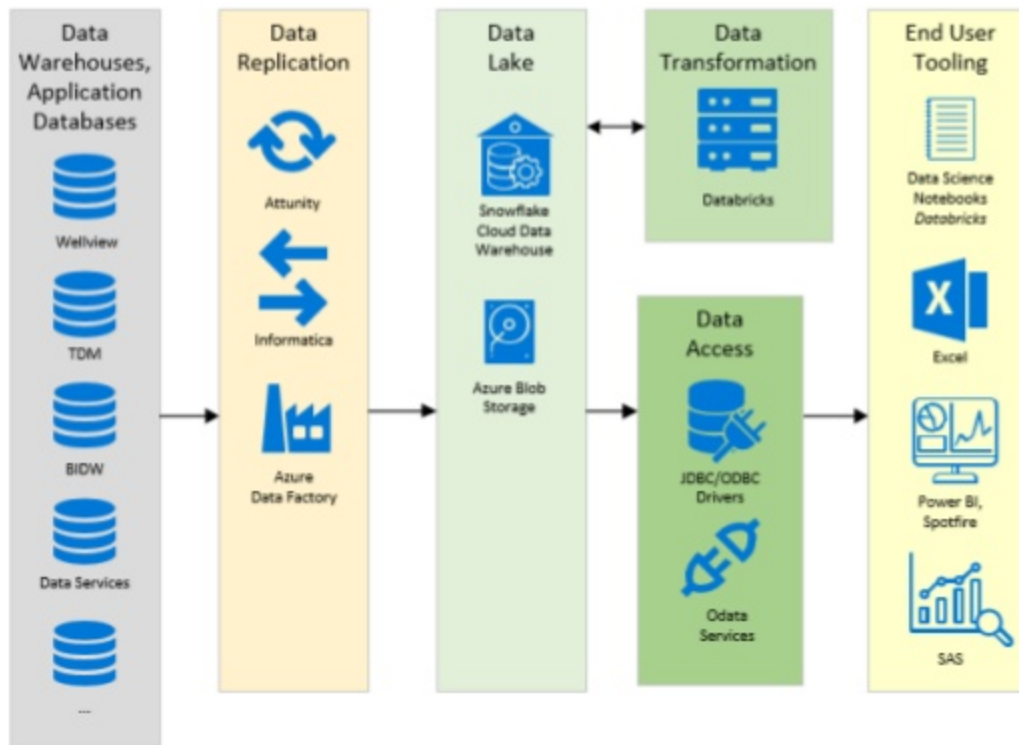 Data
Warehouses,
Application
Databases
Wellview
TDM
BIDW
Data Services
...
Data
Replication
Attunity
Informatica
Azure
Data Factory
Data
Lake
Snowflake
Cloud Data
Warehouse
Azure Blob
Storage
Data
Transformation
Databricks
Data
Access
JDBC/ODBC
Drivers
Odata
Services
End User
Tooling
Data Science
Notebooks
Databricks
X
Excel
Power BI,
Spotfire
SAS